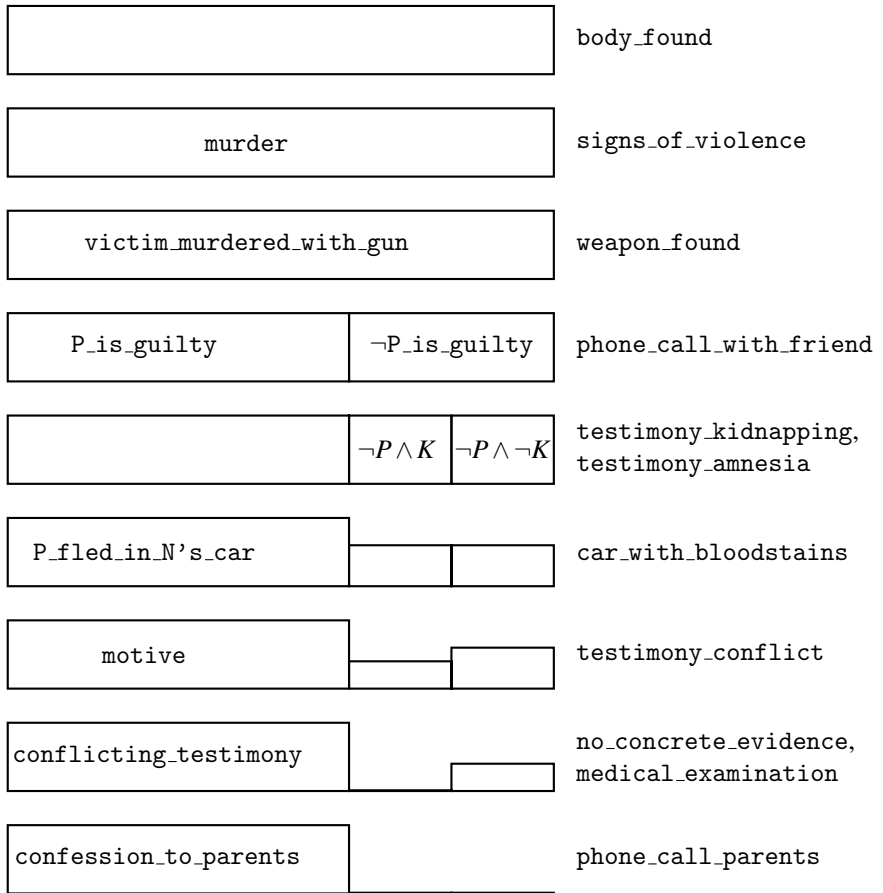 body_found
murder signs_of_violence
victim_murdered_with_gun weapon_found
P_is_guilty ¬P_is_guilty phone_call_with_friend
¬P∧K ¬P∧¬K testimony_kidnapping,
testimony_amnesia
P_fled_in_N's_car car_with_bloodstains
motive testimony_conflict
conflicting_testimony no_concrete_evidence,
medical_examination
confession_to_parents phone_call_parents